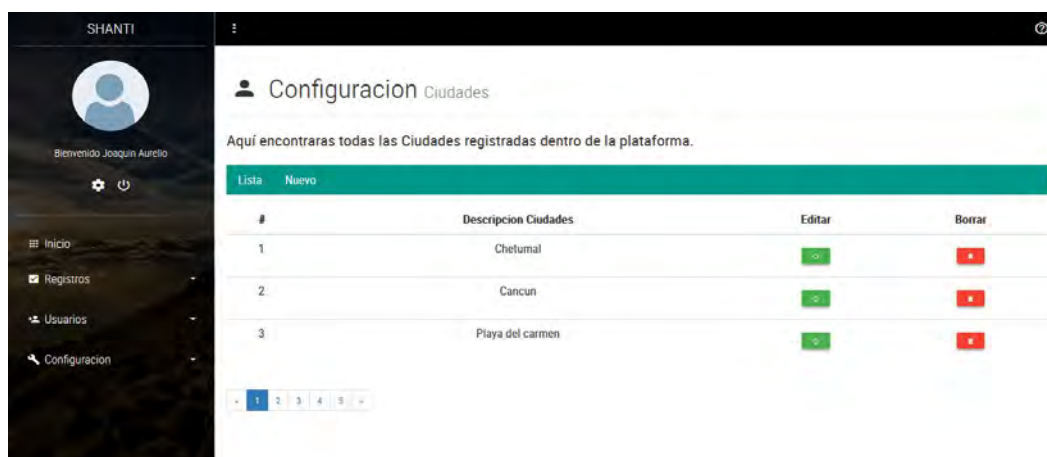 SHANTI
Bienvenido Joaquin Aurelio
Inicio
Registros
Usuarios
Configuracion
Configuracion Ciudades
Aquí encontraras todas las Ciudades registradas dentro de la plataforma.
Lista Nuevo
# Descripcion Ciudades Editar Borrar
1 Chetumal
2 Cancun
3 Playa del carmen
« 1 2 3 4 5 »